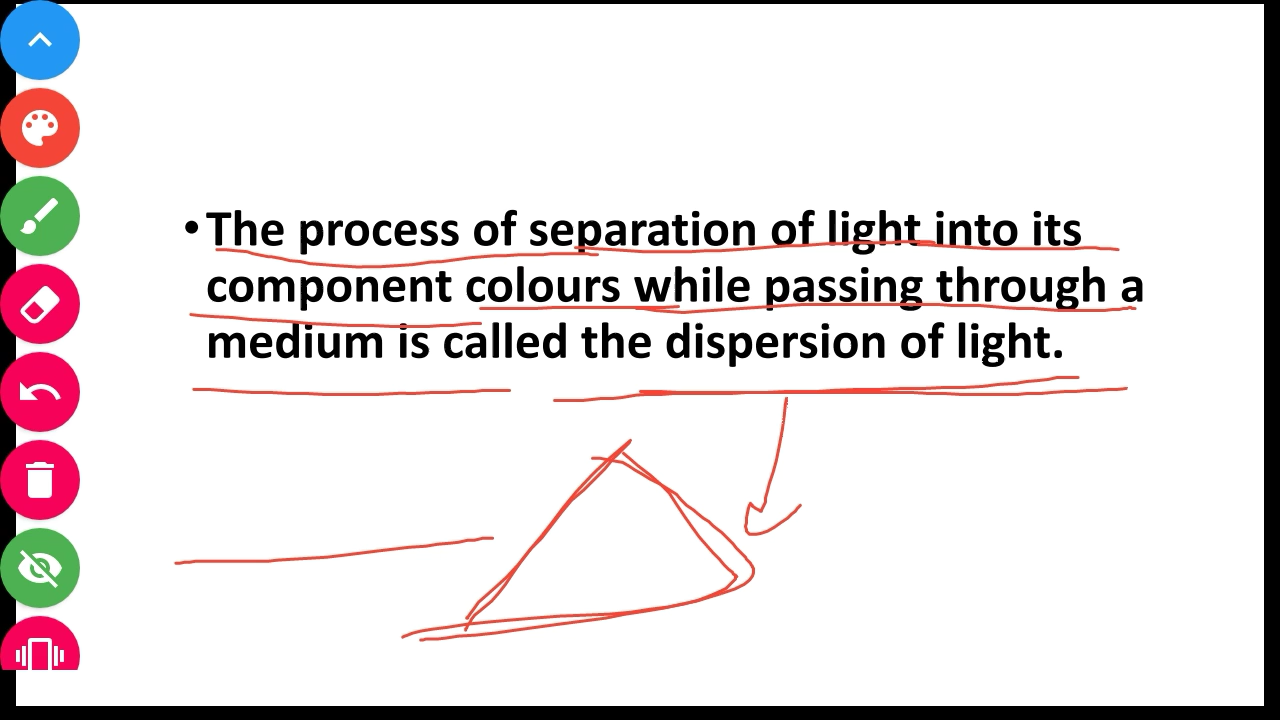 •The process of separation of light into its
component colours while passing through a
medium is called the dispersion of light.